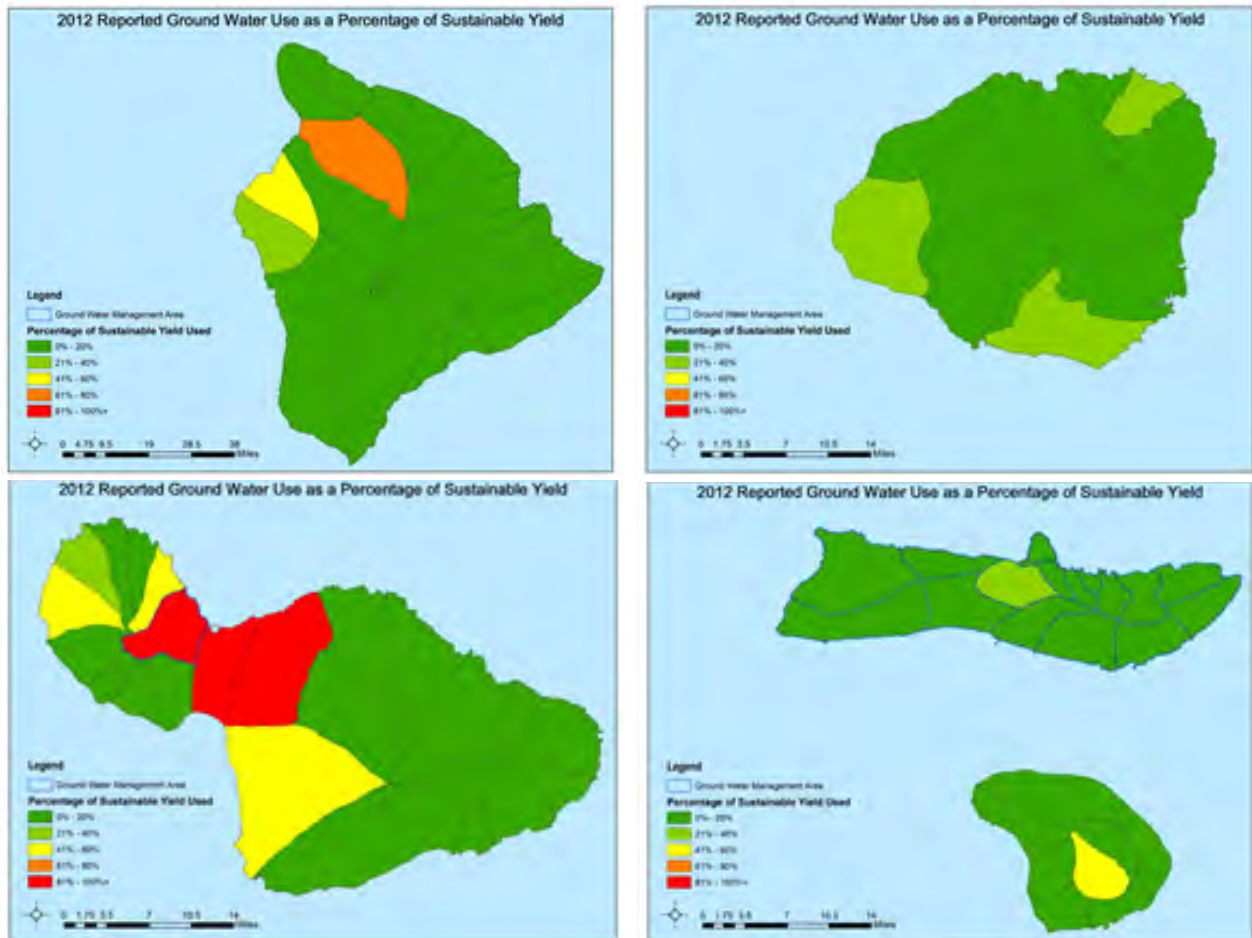 2012 Reported Ground Water Use as a Percentage of Sustainable Yield
Legend
Ground Water Management Area
Percentage of Sustainable Yield Used
0% - 20%
21% - 40%
41% - 60%
61% - 80%
81% - 100%+
0 4.75 9.5 19 28.5 38
Miles
2012 Reported Ground Water Use as a Percentage of Sustainable Yield
Legend
Ground Water Management Area
Percentage of Sustainable Yield Used
0% - 20%
21% - 40%
41% - 60%
61% - 80%
81% - 100%+
0 1.75 3.5 7 10.5 14
Miles
2012 Reported Ground Water Use as a Percentage of Sustainable Yield
Legend
Ground Water Management Area
Percentage of Sustainable Yield Used
0% - 20%
21% - 40%
41% - 60%
61% - 80%
81% - 100%+
0 1.75 3.5 7 10.5 14
Miles
2012 Reported Ground Water Use as a Percentage of Sustainable Yield
Legend
Ground Water Management Area
Percentage of Sustainable Yield Used
0% - 20%
21% - 40%
41% - 60%
61% - 80%
81% - 100%+
0 1.75 3.5 7 10.5 14
Miles